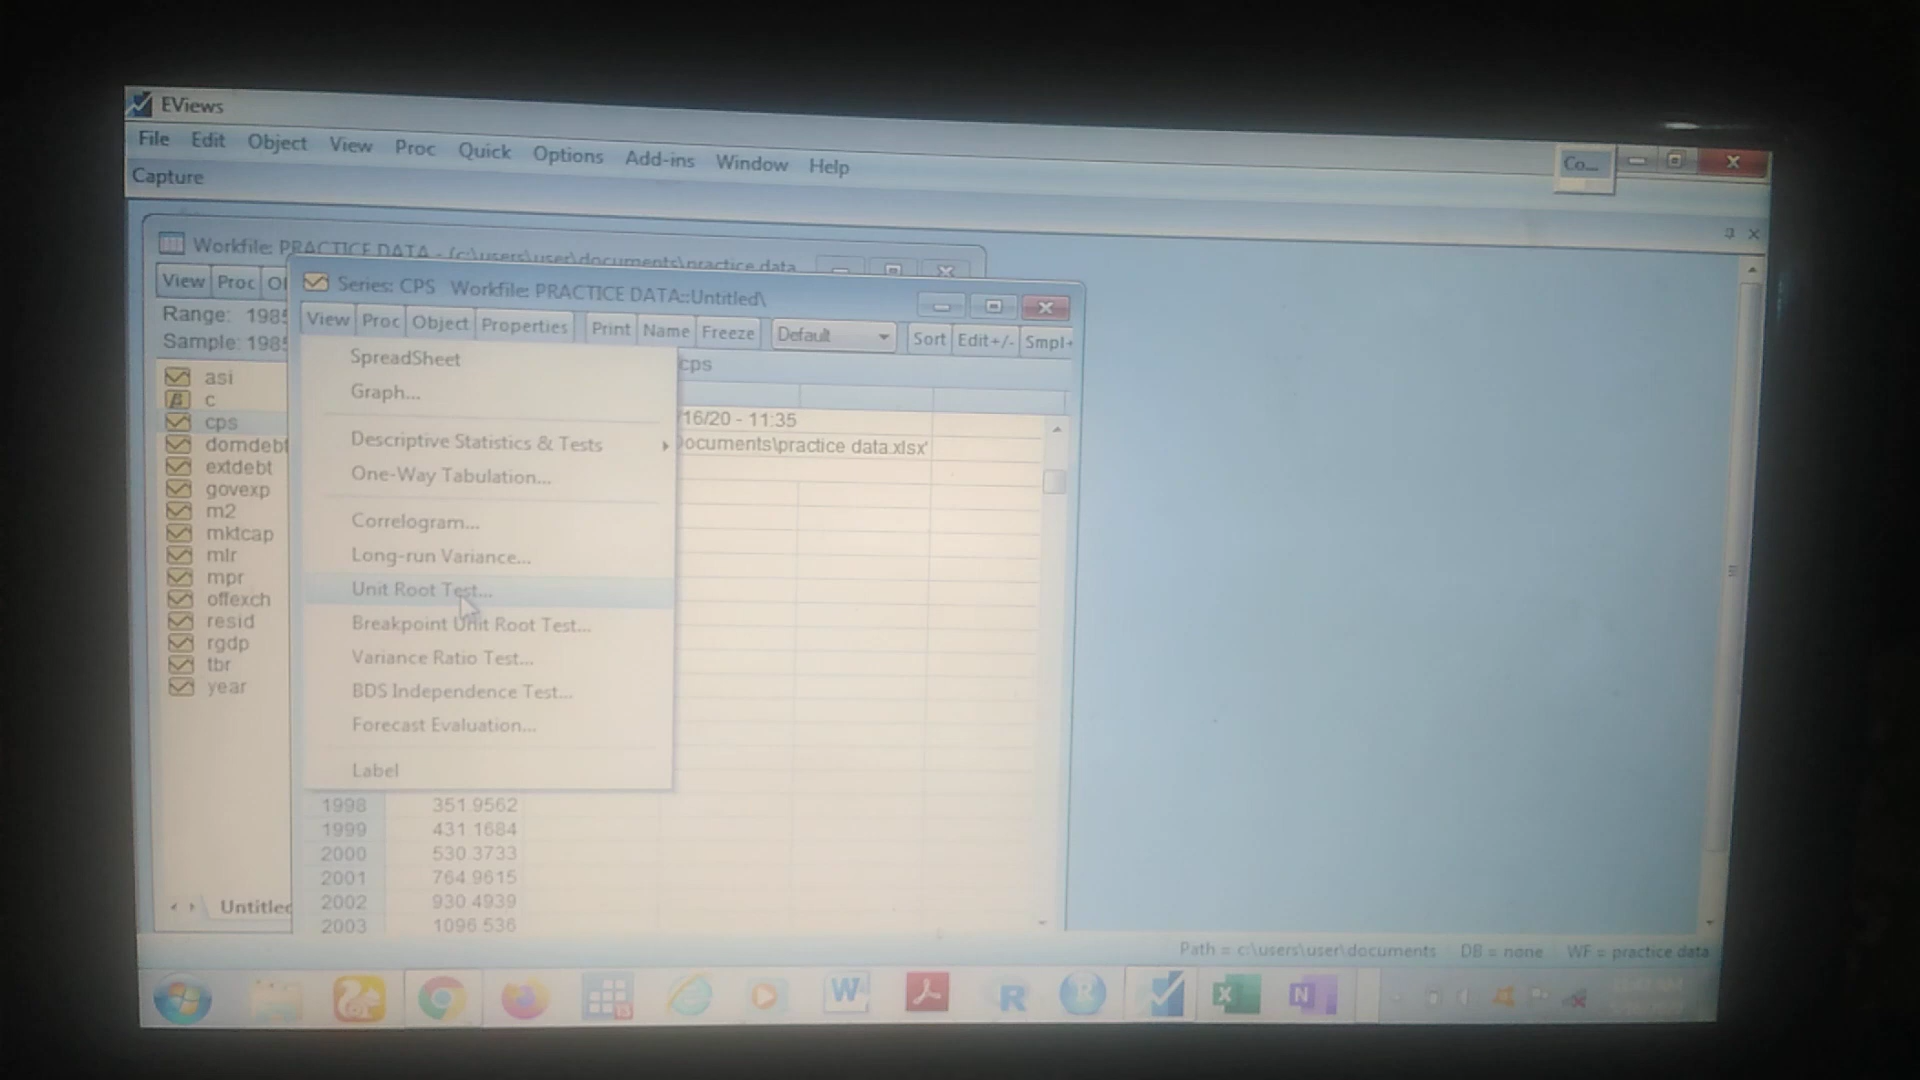 EViews
File Edit Object View Proc Quick Options Add-ins Window Help
Co...
Capture
Workfile: PRACTICE DATA - (c:\users\user\documents\practice data
View Proc
Range: 1985
Sample: 1985
Series: CPS Workfile: PRACTICE DATA::Untitled\
View Proc Object Properties Print Name Freeze Default Sort Edit+/- Smpl+
asi
c
cps
domdebt
extdebt
govexp
m2
mktcap
mlr
mpr
offexch
resid
rgdp
tbr
year
SpreadSheet
Graph...
Descriptive Statistics & Tests
One-Way Tabulation...
Correlogram...
Long-run Variance...
Unit Root Test...
Breakpoint Unit Root Test...
Variance Ratio Test...
BDS Independence Test...
Forecast Evaluation...
Label
cps
16/20 - 11:35
ocuments\practice data.xlsx'
1998 351.9562
1999 431.1684
2000 530.3733
2001 764.9615
2002 930.4939
2003 1096.536
Untitled
Path = c:\users\user\documents DB = none WF = practice data